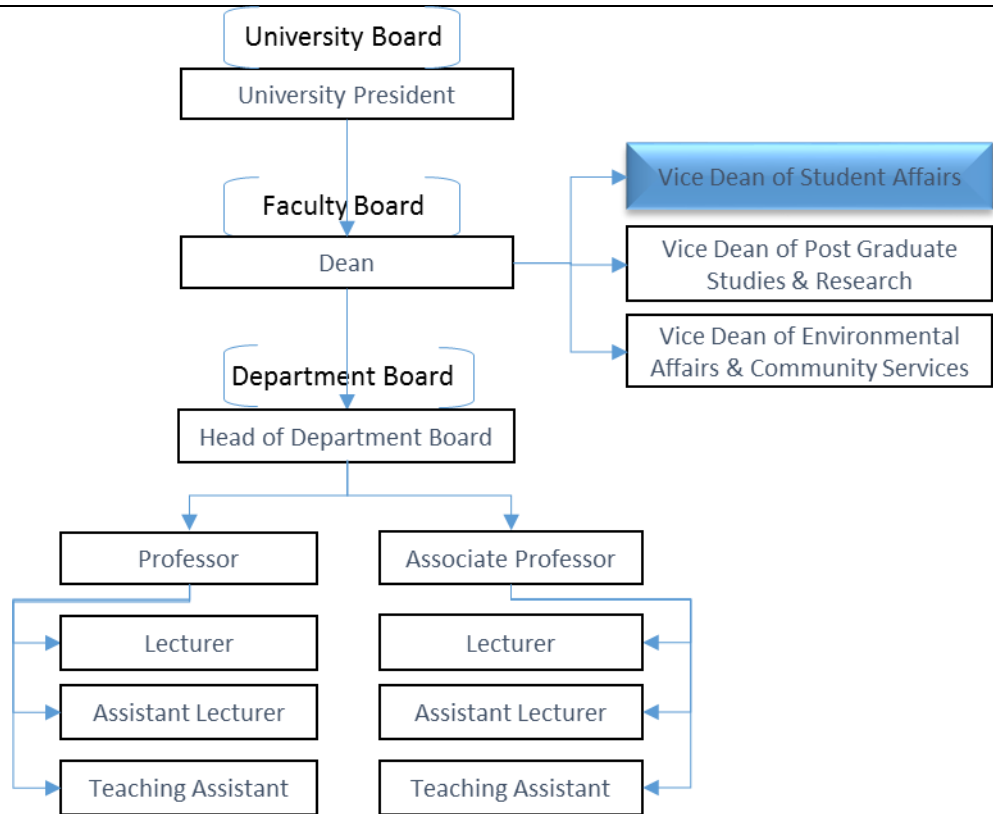 University Board
University President
Faculty Board
Dean
Vice Dean of Student Affairs
Vice Dean of Post Graduate
Studies & Research
Vice Dean of Environmental
Affairs & Community Services
Department Board
Head of Department Board
Professor
Associate Professor
Lecturer
Lecturer
Assistant Lecturer
Assistant Lecturer
Teaching Assistant
Teaching Assistant